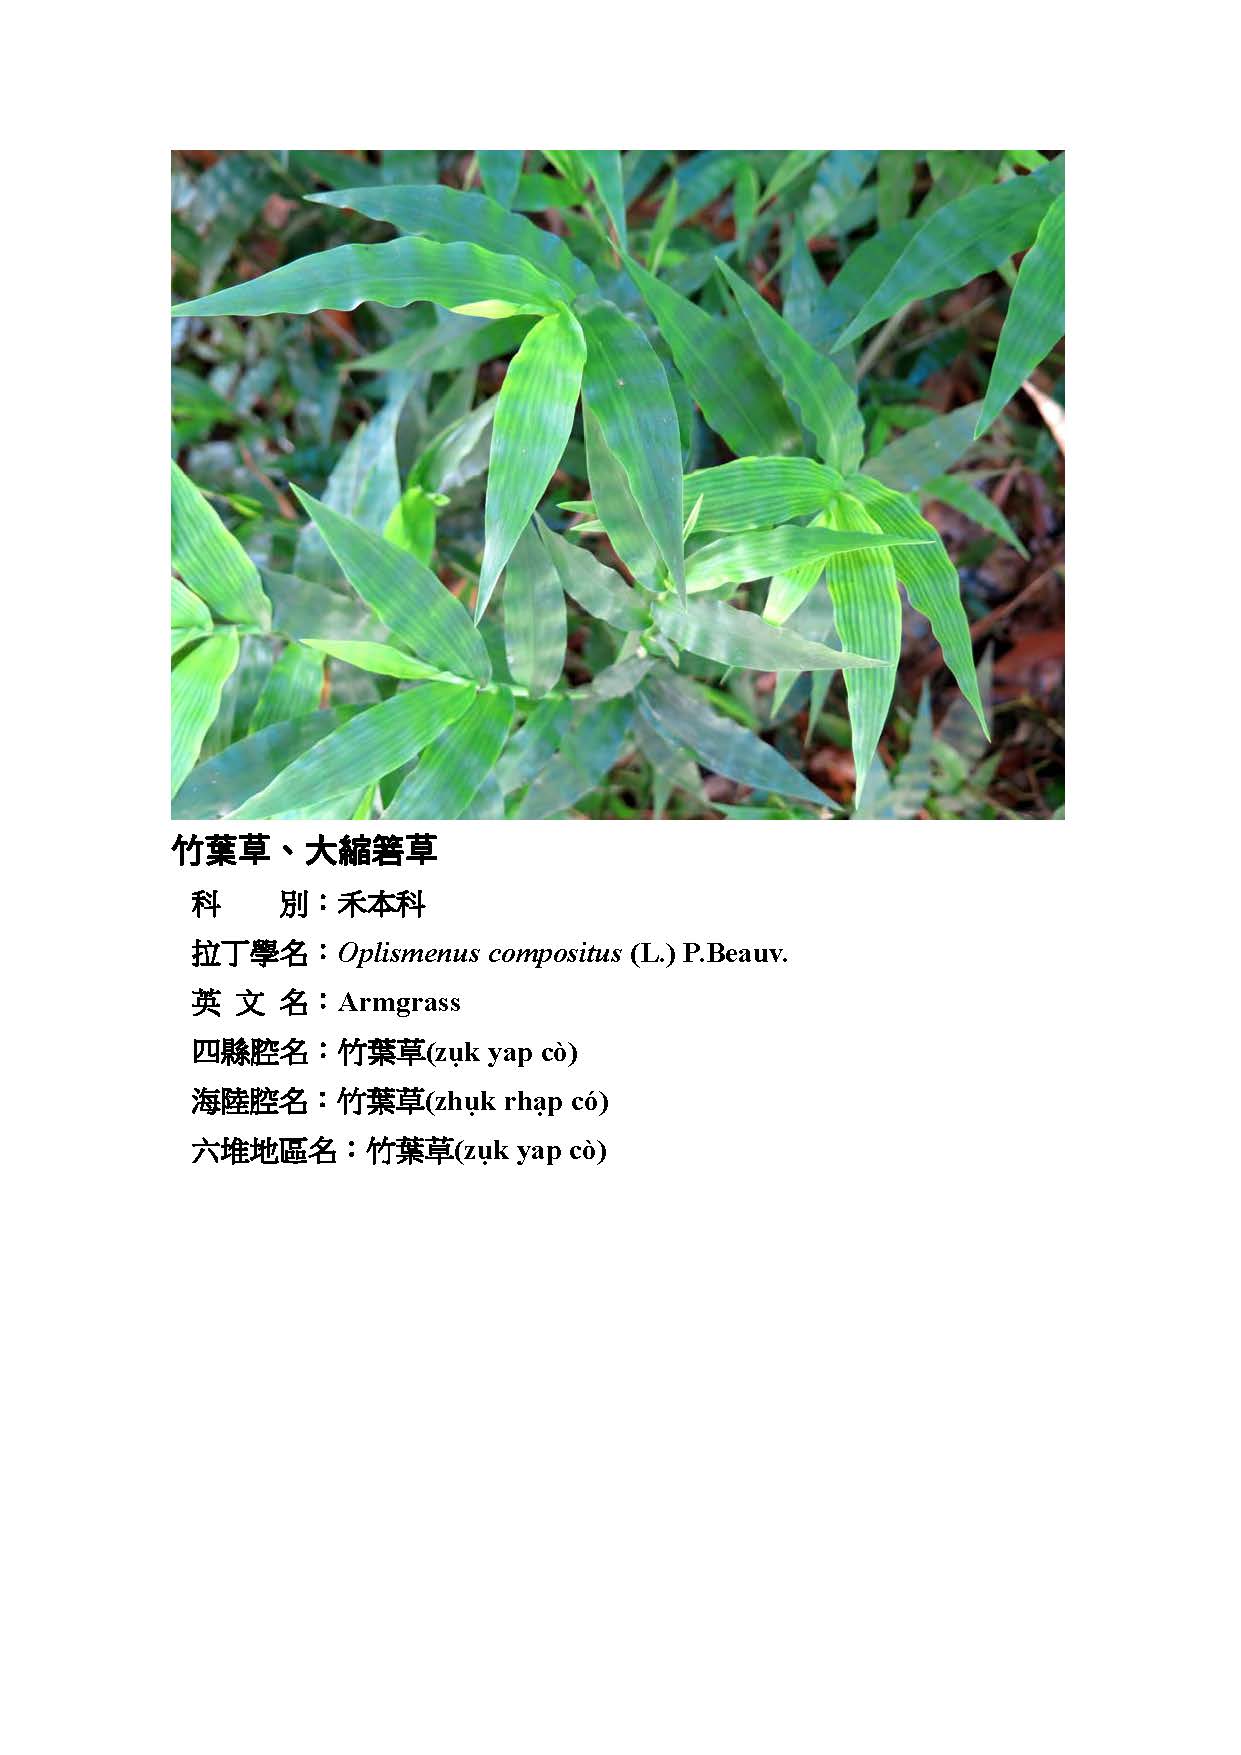 竹葉草、大縮箬草
科　　別：禾本科
拉丁學名：Oplismenus compositus (L.) P.Beauv.
英 文 名：Armgrass
四縣腔名：竹葉草(zụk yap cò)
海陸腔名：竹葉草(zhụk rhạp có)
六堆地區名：竹葉草(zụk yap cò)